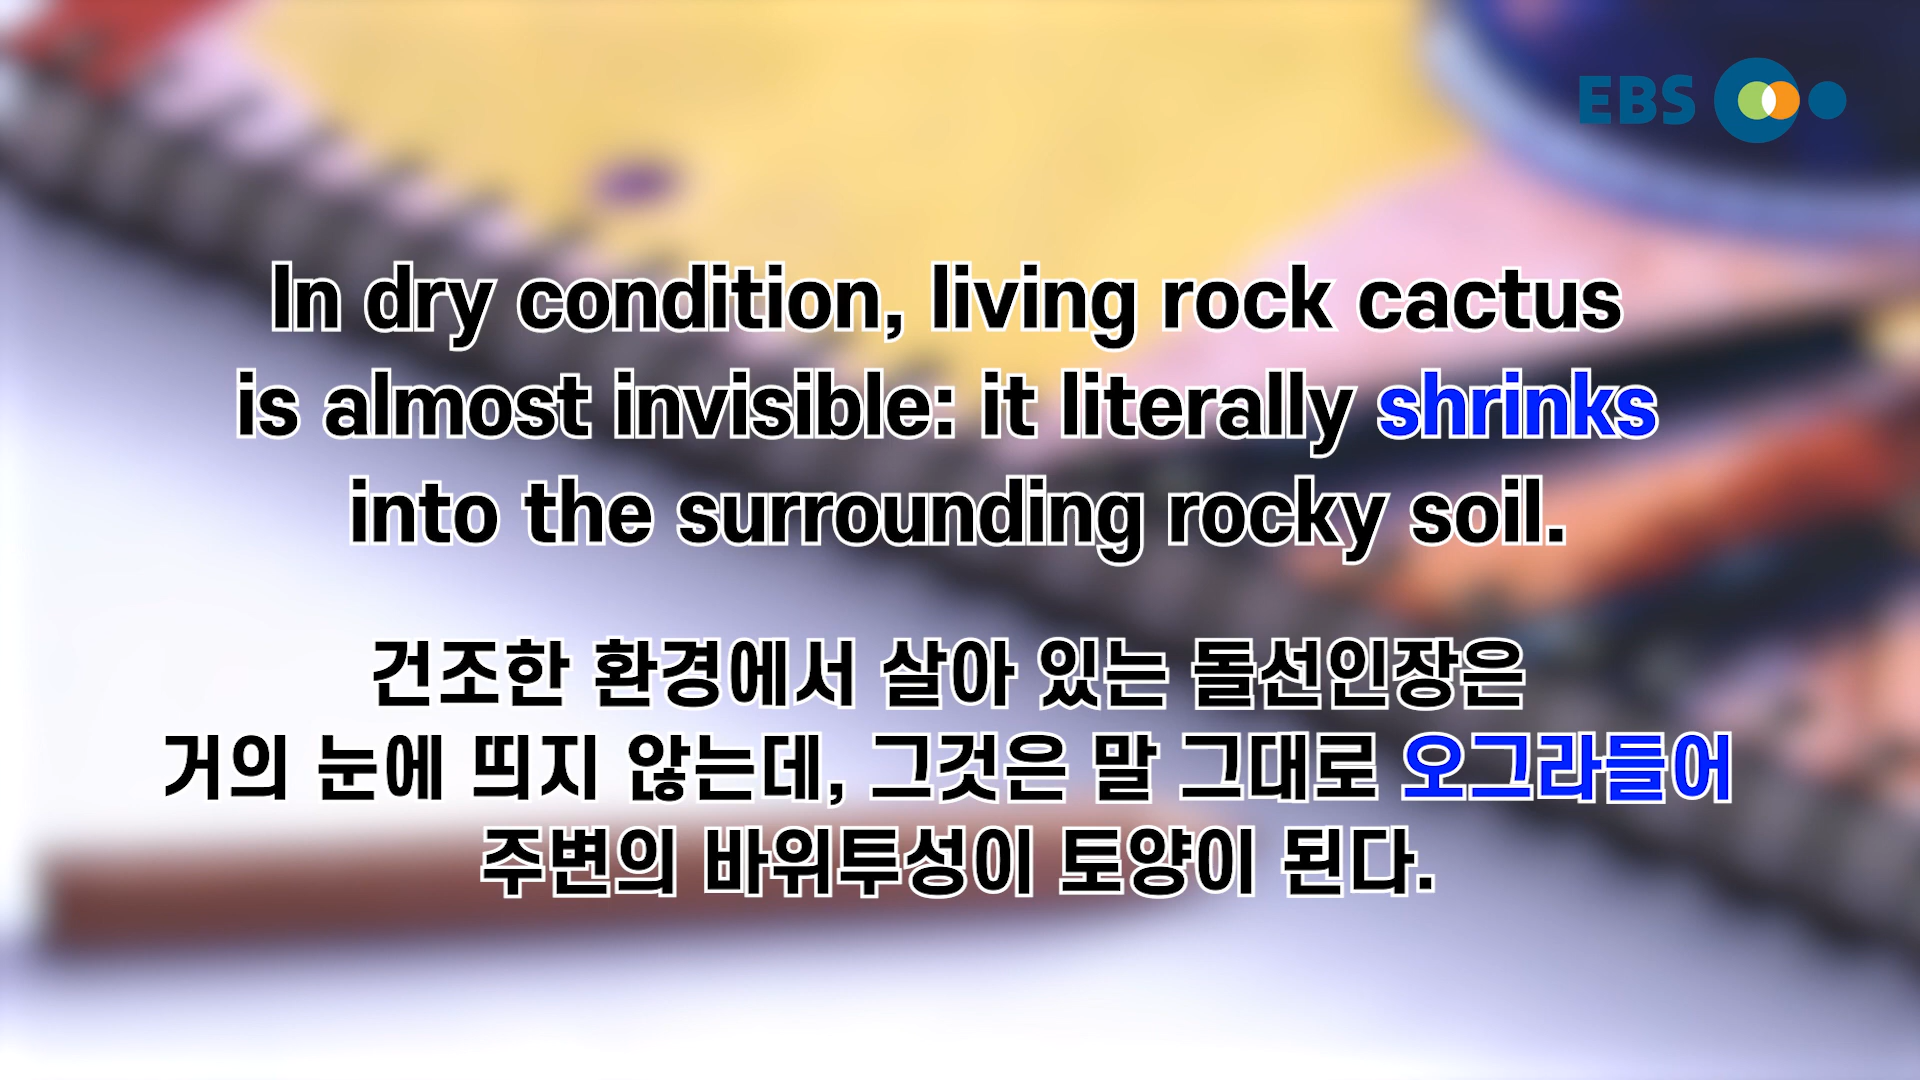 EBS
In dry condition, living rock cactus
is almost invisible: it literally shrinks
into the surrounding rocky soil.
건조한 환경에서 살아 있는 돌선인장은
거의 눈에 띄지 않는데, 그것은 말 그대로 오그라들어
주변의 바위투성이 토양이 된다.